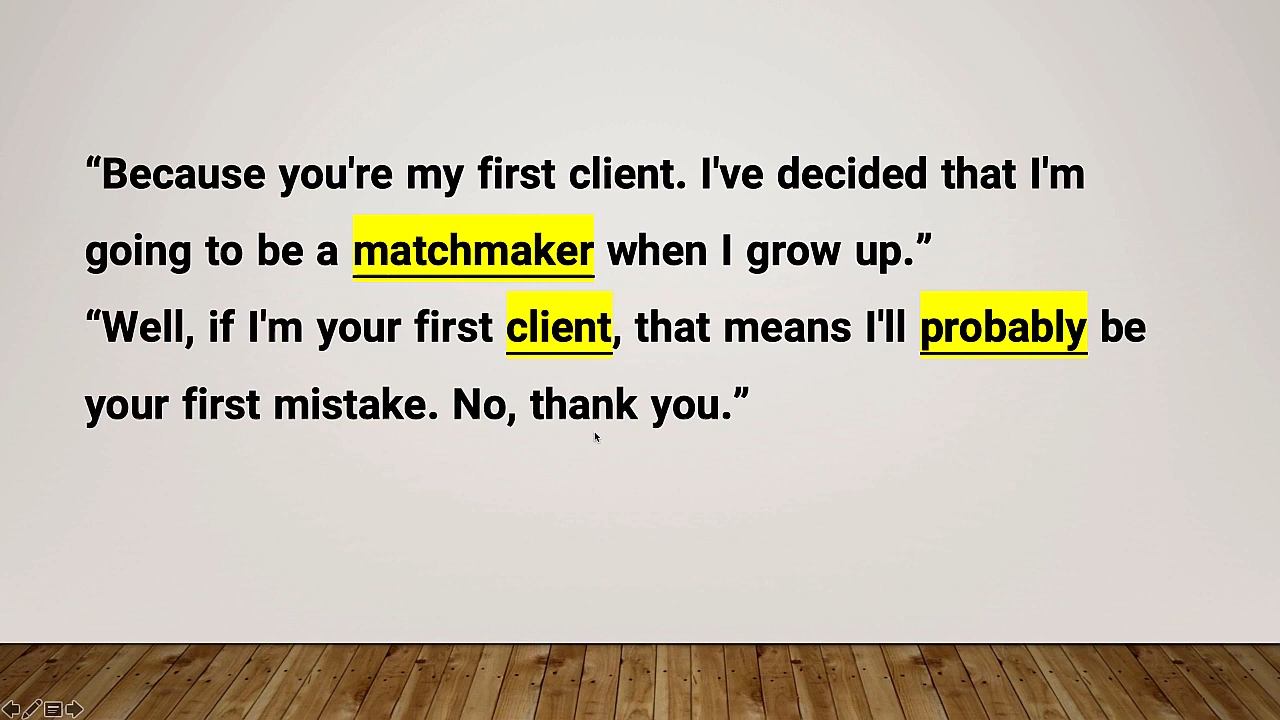 “Because you're my first client. I've decided that I'm
going to be a matchmaker when I grow up.”
“Well, if I'm your first client, that means I'll probably be
your first mistake. No, thank you.”